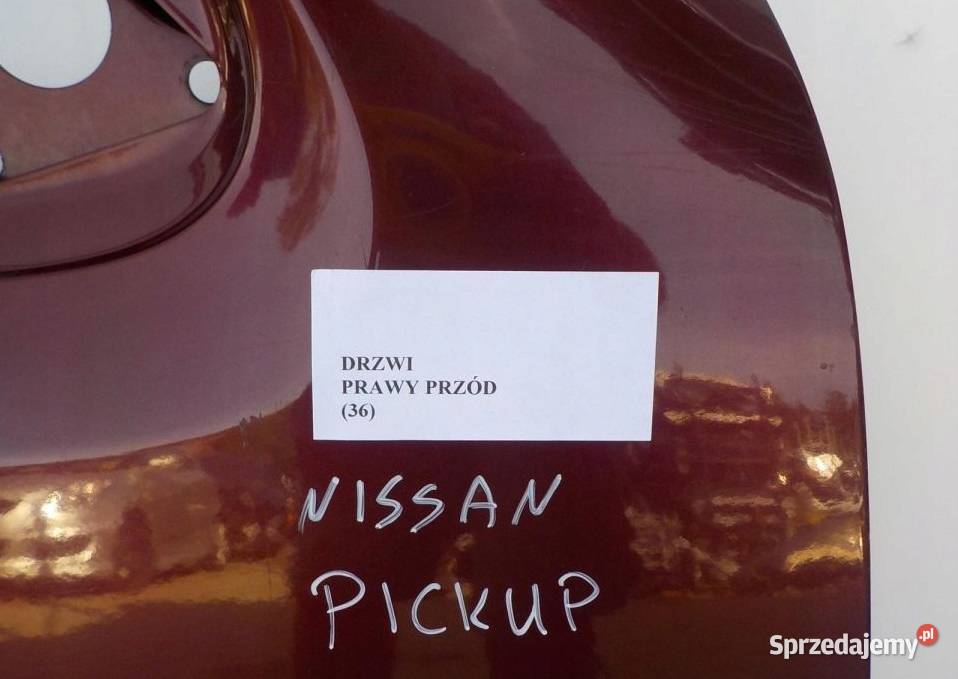 DRZWI
PRAWY PRZÓD
(36)
NISSAN
PICKUP
Sprzedajemy.pl